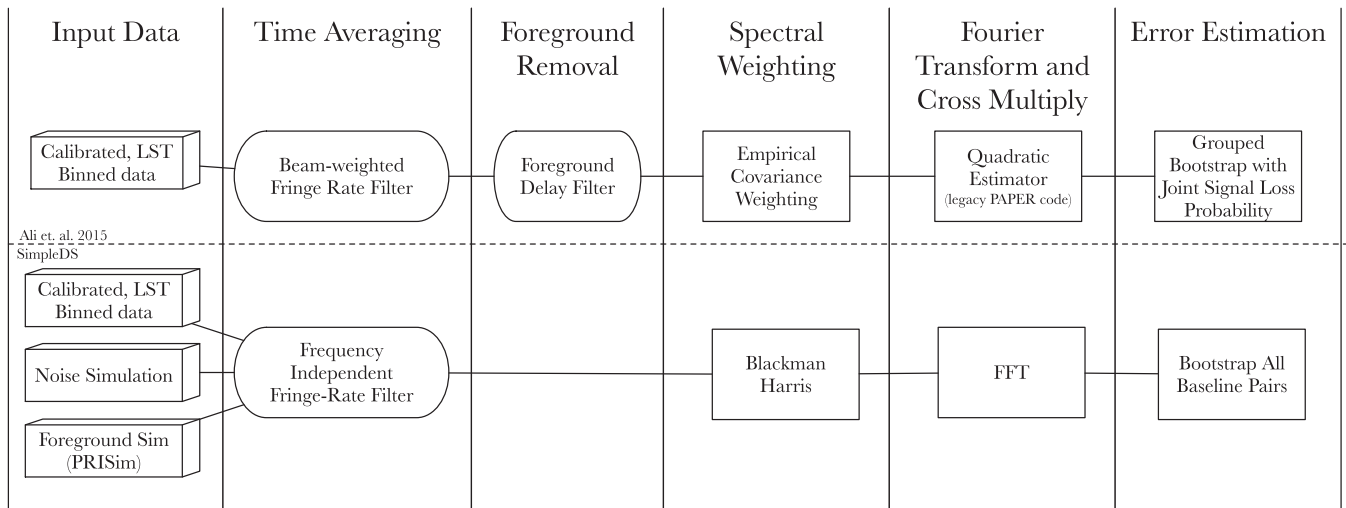 Input Data
Time Averaging
Foreground
Removal
Spectral
Weighting
Fourier
Transform and
Cross Multiply
Error Estimation
Calibrated, LST
Binned data
Beam-weighted
Fringe Rate Filter
Foreground
Delay Filter
Empirical
Covariance
Weighting
Quadratic
Estimator
(legacy PAPER code)
Grouped
Bootstrap with
Joint Signal Loss
Probability
Ali et. al. 2015
SimpleDS
Calibrated, LST
Binned data
Noise Simulation
Foreground Sim
(PRISim)
Frequency
Independent
Fringe-Rate Filter
Blackman
Harris
FFT
Bootstrap All
Baseline Pairs